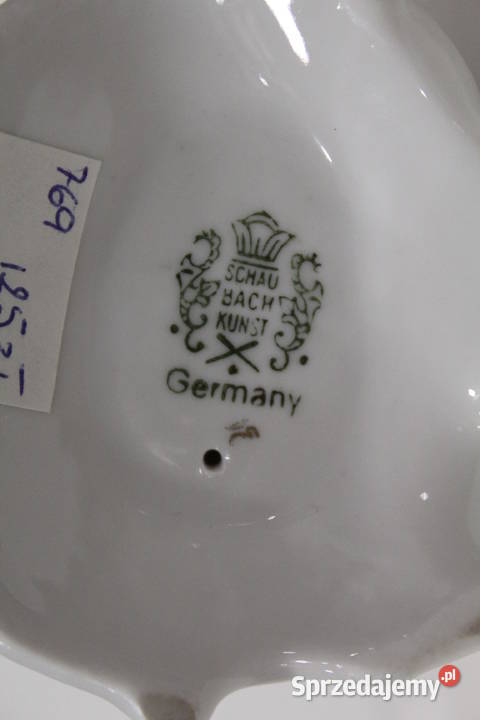 769
SCHAU
BACH
KUNST
Germany
Sprzedajemy.pl